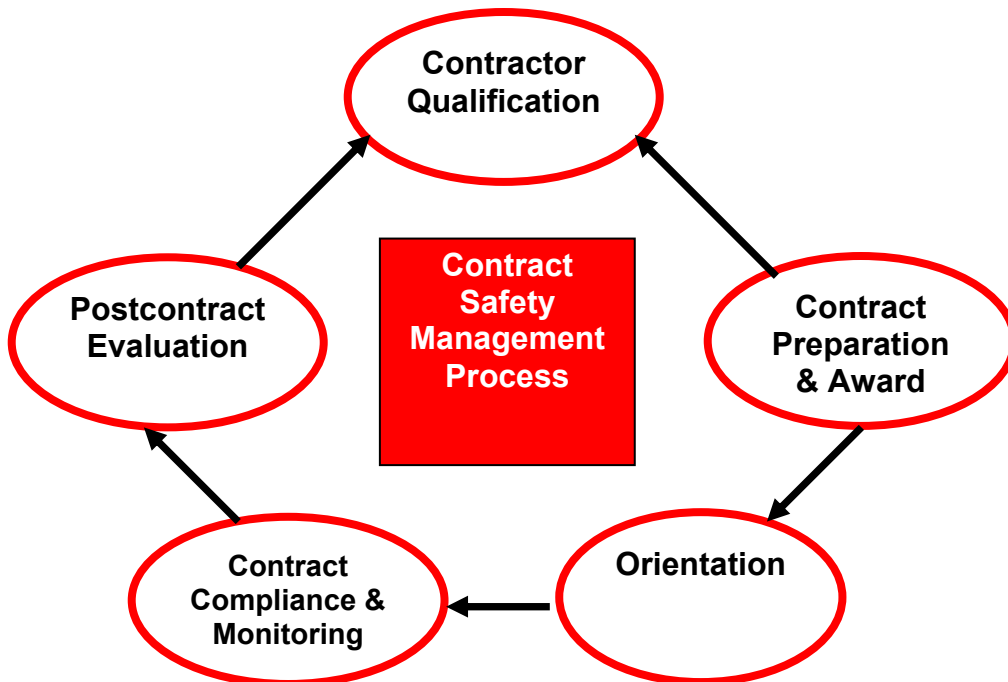 Contractor
Qualification
Contract
Safety
Management
Process
Postcontract
Evaluation
Contract
Preparation
& Award
Contract
Compliance &
Monitoring
Orientation